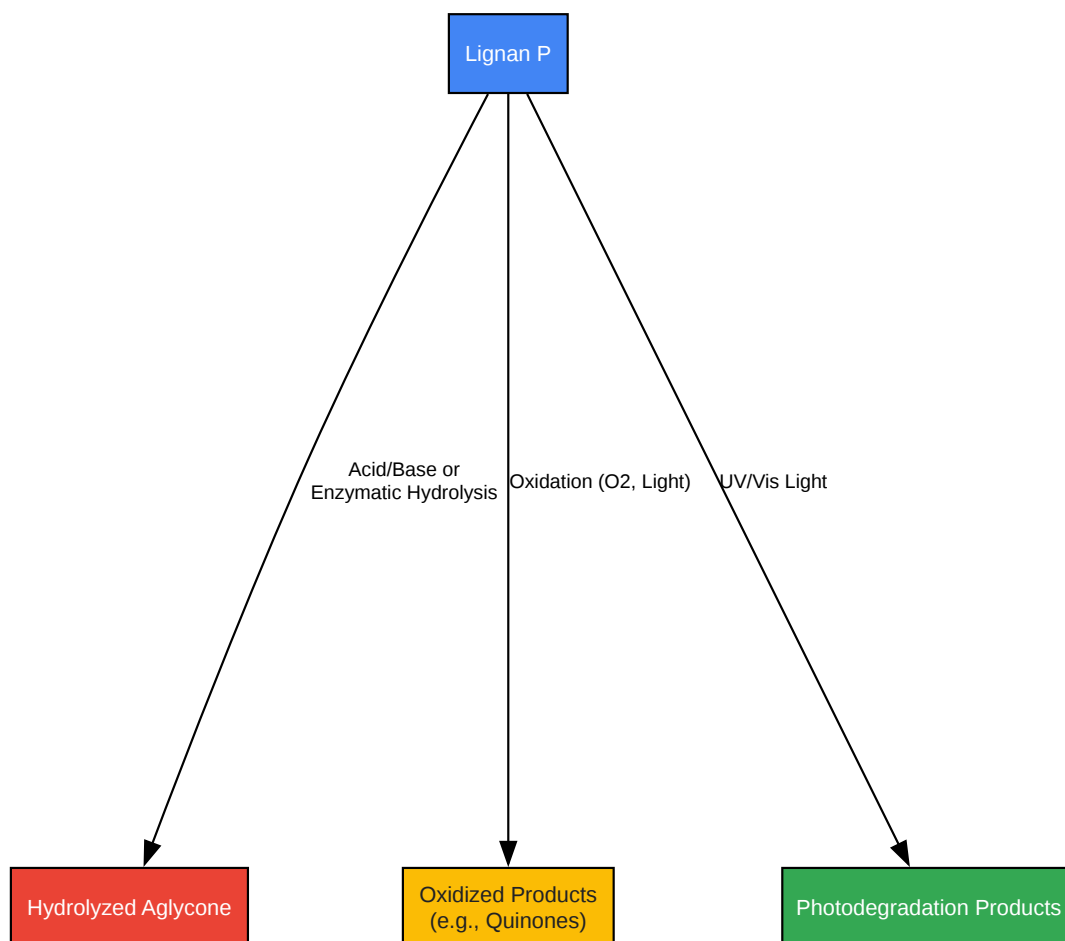 Lignan P
Acid/Base or
Enzymatic Hydrolysis
Oxidation (O2, Light)
UV/Vis Light
Hydrolyzed Aglycone
Oxidized Products
(e.g., Quinones)
Photodegradation Products